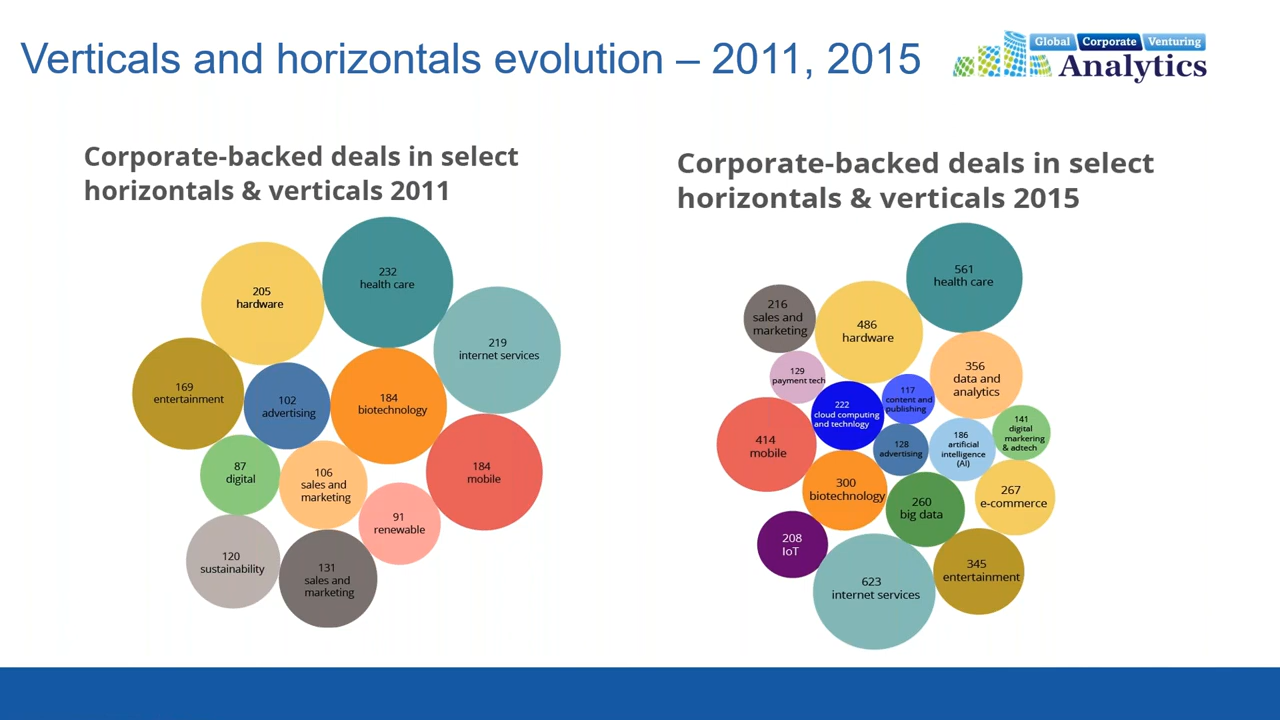 Verticals and horizontals evolution – 2011, 2015
Global Corporate Venturing
Analytics
Corporate-backed deals in select
horizontals & verticals 2011
232
health care
205
hardware
219
internet services
169
entertainment
102
advertising
184
biotechnology
87
digital
106
sales and
marketing
184
mobile
91
renewable
120
sustainability
131
sales and
marketing
Corporate-backed deals in select
horizontals & verticals 2015
561
health care
216
sales and
marketing
486
hardware
129
payment tech
356
data and
analytics
117
content and
publishing
222
cloud computing
and technlogy
141
digital
marketing
& adtech
414
mobile
128
advertising
186
artificial
intelligence
(AI)
300
biotechnology
260
big data
267
e-commerce
208
IoT
623
internet services
345
entertainment